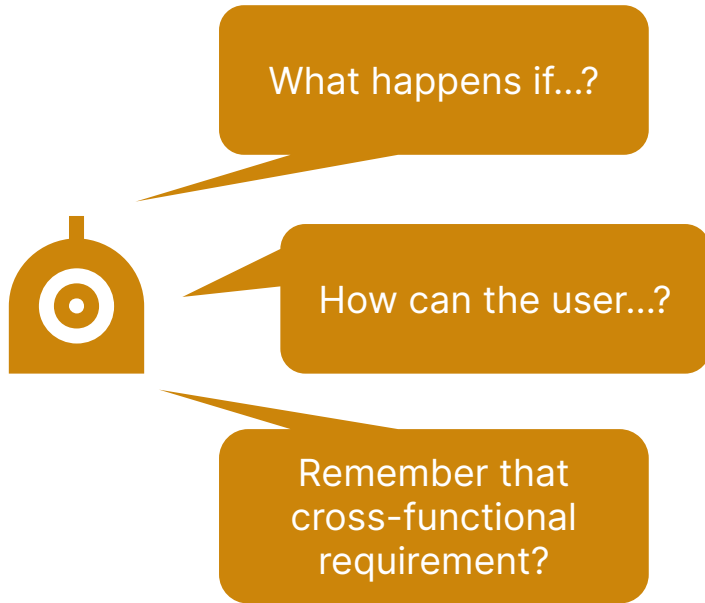 What happens if...?
How can the user...?
Remember that
cross-functional
requirement?